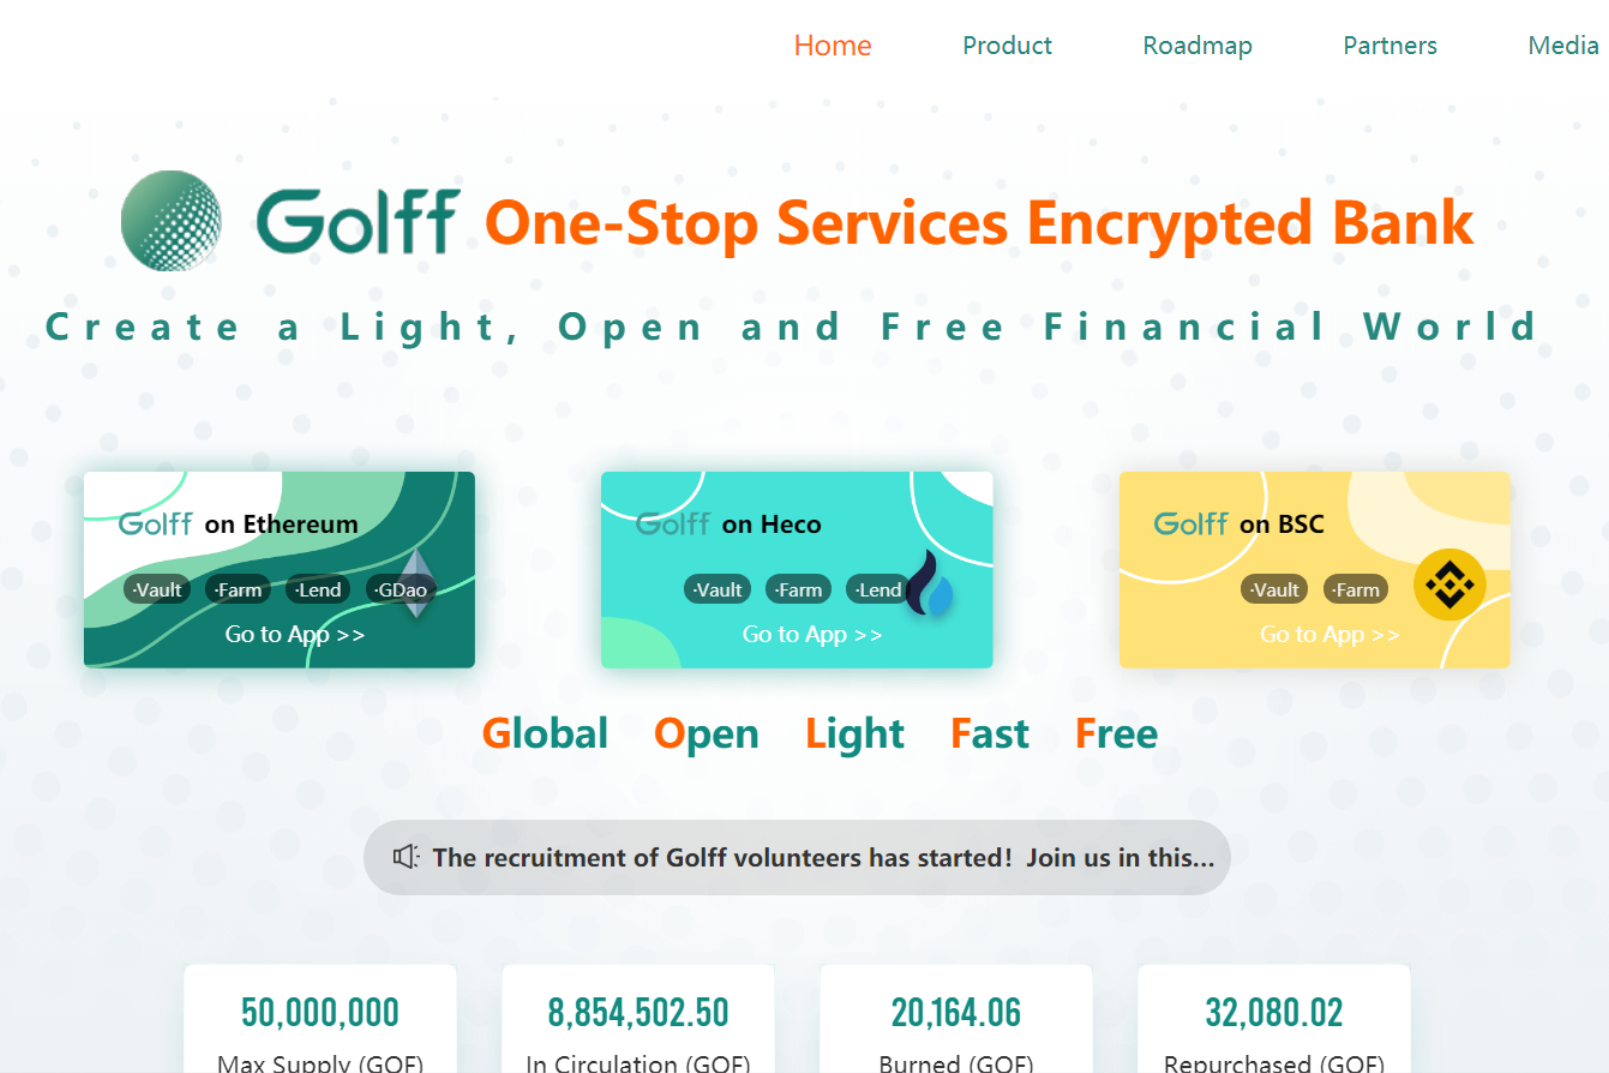 Home Product Roadmap Partners Media
Golff One-Stop Services Encrypted Bank
Create a Light, Open and Free Financial World
Golff on Ethereum
·Vault ·Farm ·Lend ·GDao
Go to App >>
Golff on Heco
·Vault ·Farm ·Lend
Go to App >>
Golff on BSC
·Vault ·Farm
Go to App >>
Global Open Light Fast Free
The recruitment of Golff volunteers has started! Join us in this...
50,000,000
Max Supply (GOF)
8,854,502.50
In Circulation (GOF)
20,164.06
Burned (GOF)
32,080.02
Repurchased (GOF)